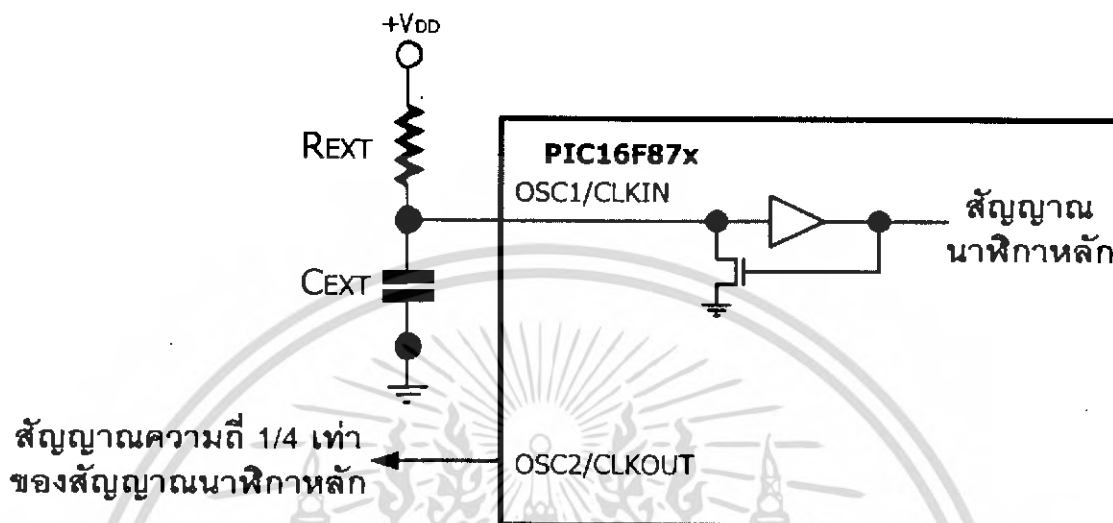 +VDD
REXT
PIC16F87x
OSC1/CLKIN
สัญญาณ
นาฬิกาหลัก
CEXT
สัญญาณความถี่ 1/4 เท่า
ของสัญญาณนาฬิกาหลัก
OSC2/CLKOUT